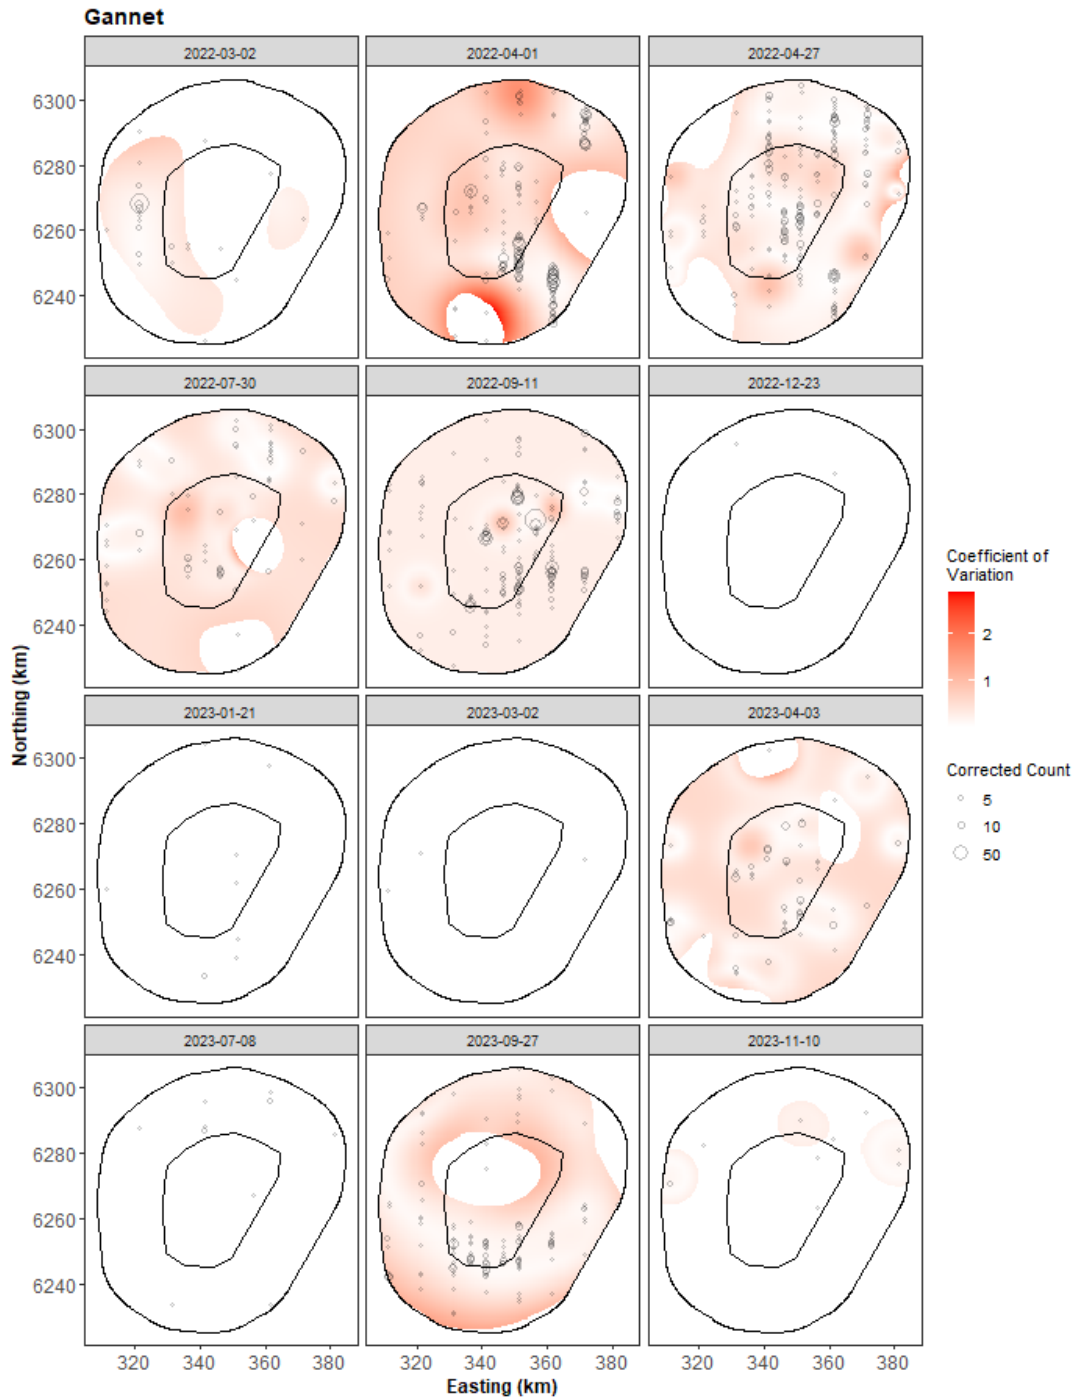 Gannet
2022-03-02 2022-04-01 2022-04-27
6300
6280
6260
6240
2022-07-30 2022-09-11 2022-12-23
6300
6280
6260
6240
2023-01-21 2023-03-02 2023-04-03
6300
6280
6260
6240
2023-07-08 2023-09-27 2023-11-10
6300
6280
6260
6240
320 340 360 380 320 340 360 380 320 340 360 380
Northing (km)
Easting (km)
Coefficient of
Variation
2
1
Corrected Count
5
10
50